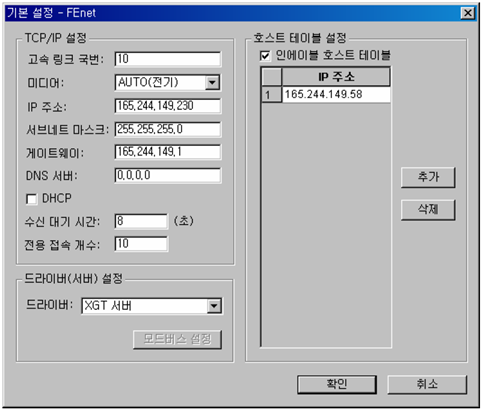 기본 설정 - FEnet
TCP/IP 설정
고속 링크 국번: 10
미디어: AUTO(전기)
IP 주소: 165,244,149,230
서브네트 마스크: 255,255,255,0
게이트웨이: 165,244,149,1
DNS 서버: 0,0,0,0
DHCP
수신 대기 시간: 8 (초)
전용 접속 개수: 10
드라이버(서버) 설정
드라이버: XGT 서버
모드버스 설정
호스트 테이블 설정
인에이블 호스트 테이블
IP 주소
1 165.244.149.58
추가
삭제
확인
취소